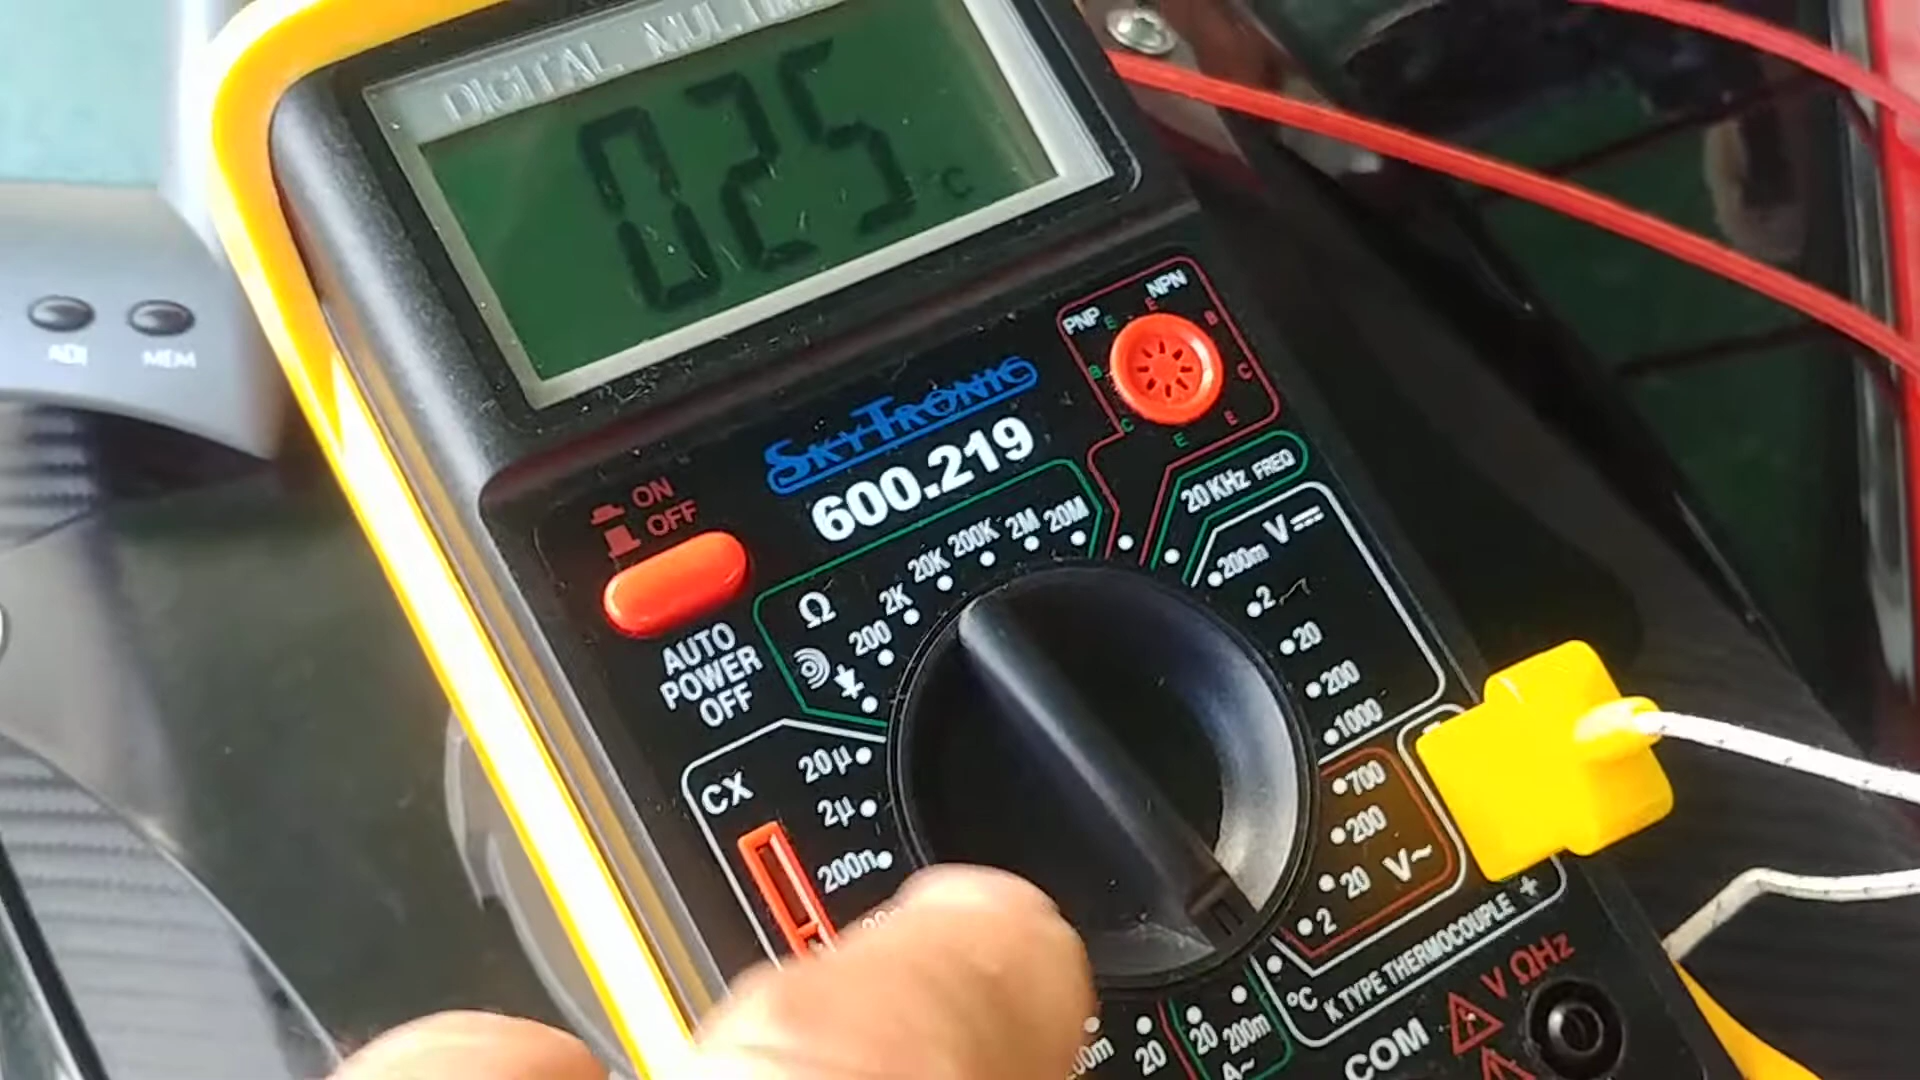 DIGITAL
025 C
ADJ MEM
PNP E E NPN
B B
C C
E E
SKYTRONIC
600.219
ON
OFF
AUTO
POWER
OFF
20KHz FREQ
Ω 200 2K 20K 200K 2M 20M
V
200m
2
20
200
1000
700
200
20 V~
2
CX
20µ
2µ
200n
°C K TYPE THERMOCOUPLE +
20 20 200m
A~
COM
V Ω Hz